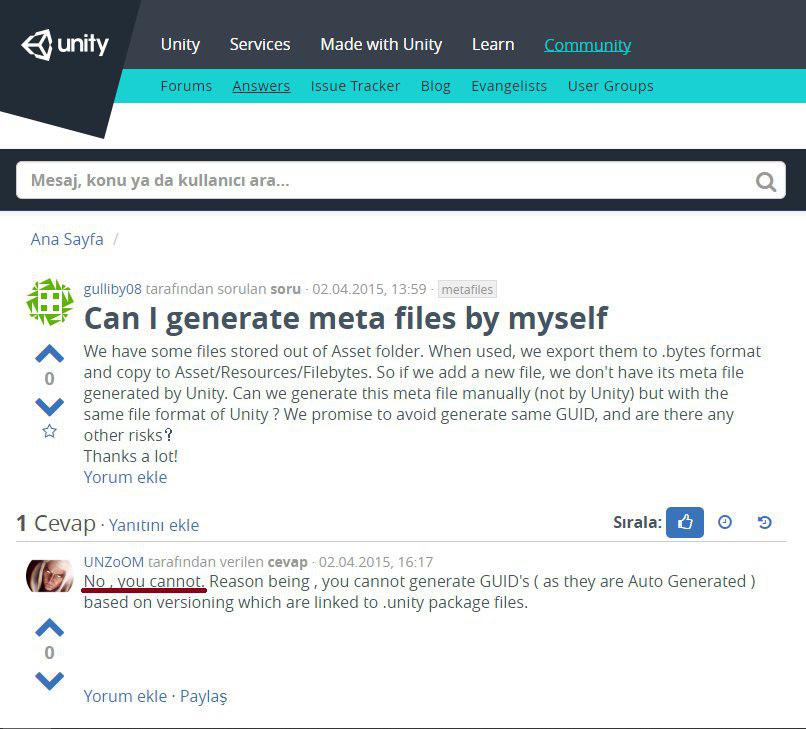 unity
Unity Services Made with Unity Learn Community
Forums Answers Issue Tracker Blog Evangelists User Groups
Mesaj, konu ya da kullanıcı ara...
Ana Sayfa /
gulliby08 tarafından sorulan soru · 02.04.2015, 13:59 · metafiles
Can I generate meta files by myself
We have some files stored out of Asset folder. When used, we export them to .bytes format
and copy to Asset/Resources/Filebytes. So if we add a new file, we don't have its meta file
generated by Unity. Can we generate this meta file manually (not by Unity) but with the
same file format of Unity ? We promise to avoid generate same GUID, and are there any
other risks?
Thanks a lot!
Yorum ekle
0
1 Cevap · Yanıtını ekle
Sırala:
UNZoOM tarafından verilen cevap · 02.04.2015, 16:17
No , you cannot. Reason being , you cannot generate GUID's ( as they are Auto Generated )
based on versioning which are linked to .unity package files.
0
Yorum ekle · Paylaş